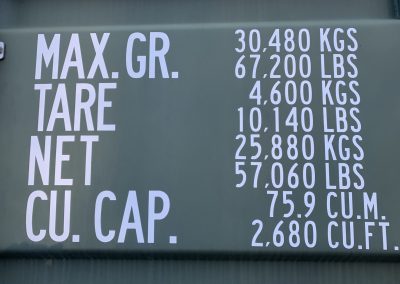 MAX. GR. 30,480 KGS
67,200 LBS
TARE 4,600 KGS
10,140 LBS
NET 25,880 KGS
57,060 LBS
CU. CAP. 75.9 CU.M.
2,680 CU.FT.